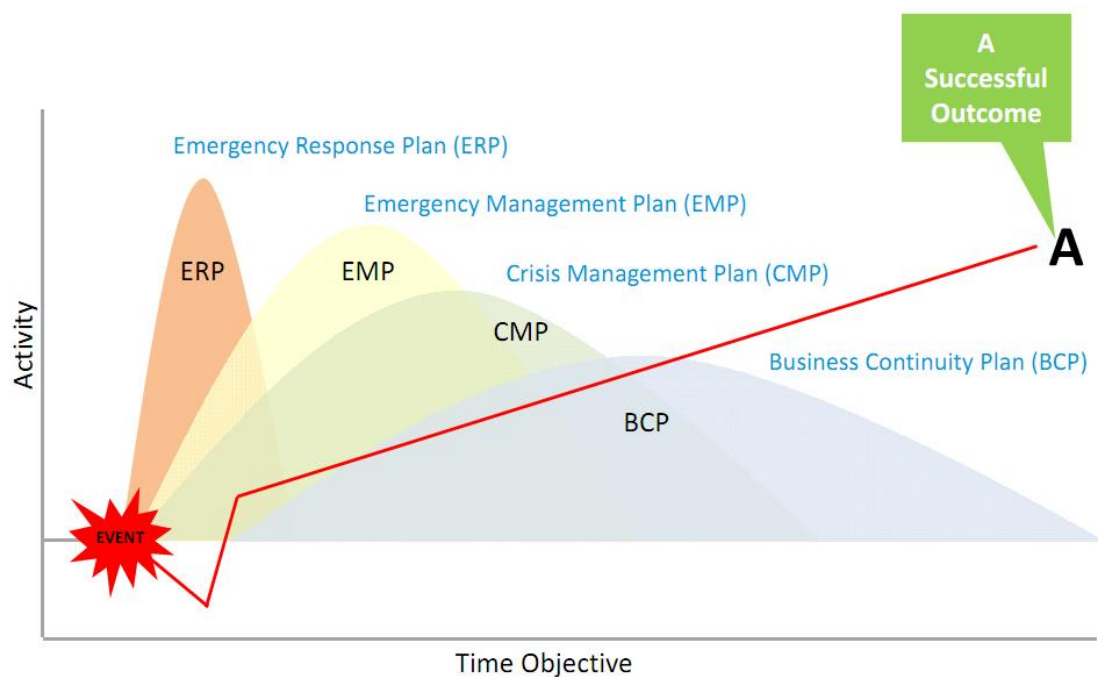 A
Successful
Outcome
Emergency Response Plan (ERP)
Emergency Management Plan (EMP)
A
ERP
EMP
Crisis Management Plan (CMP)
CMP
Activity
Business Continuity Plan (BCP)
BCP
EVENT
Time Objective